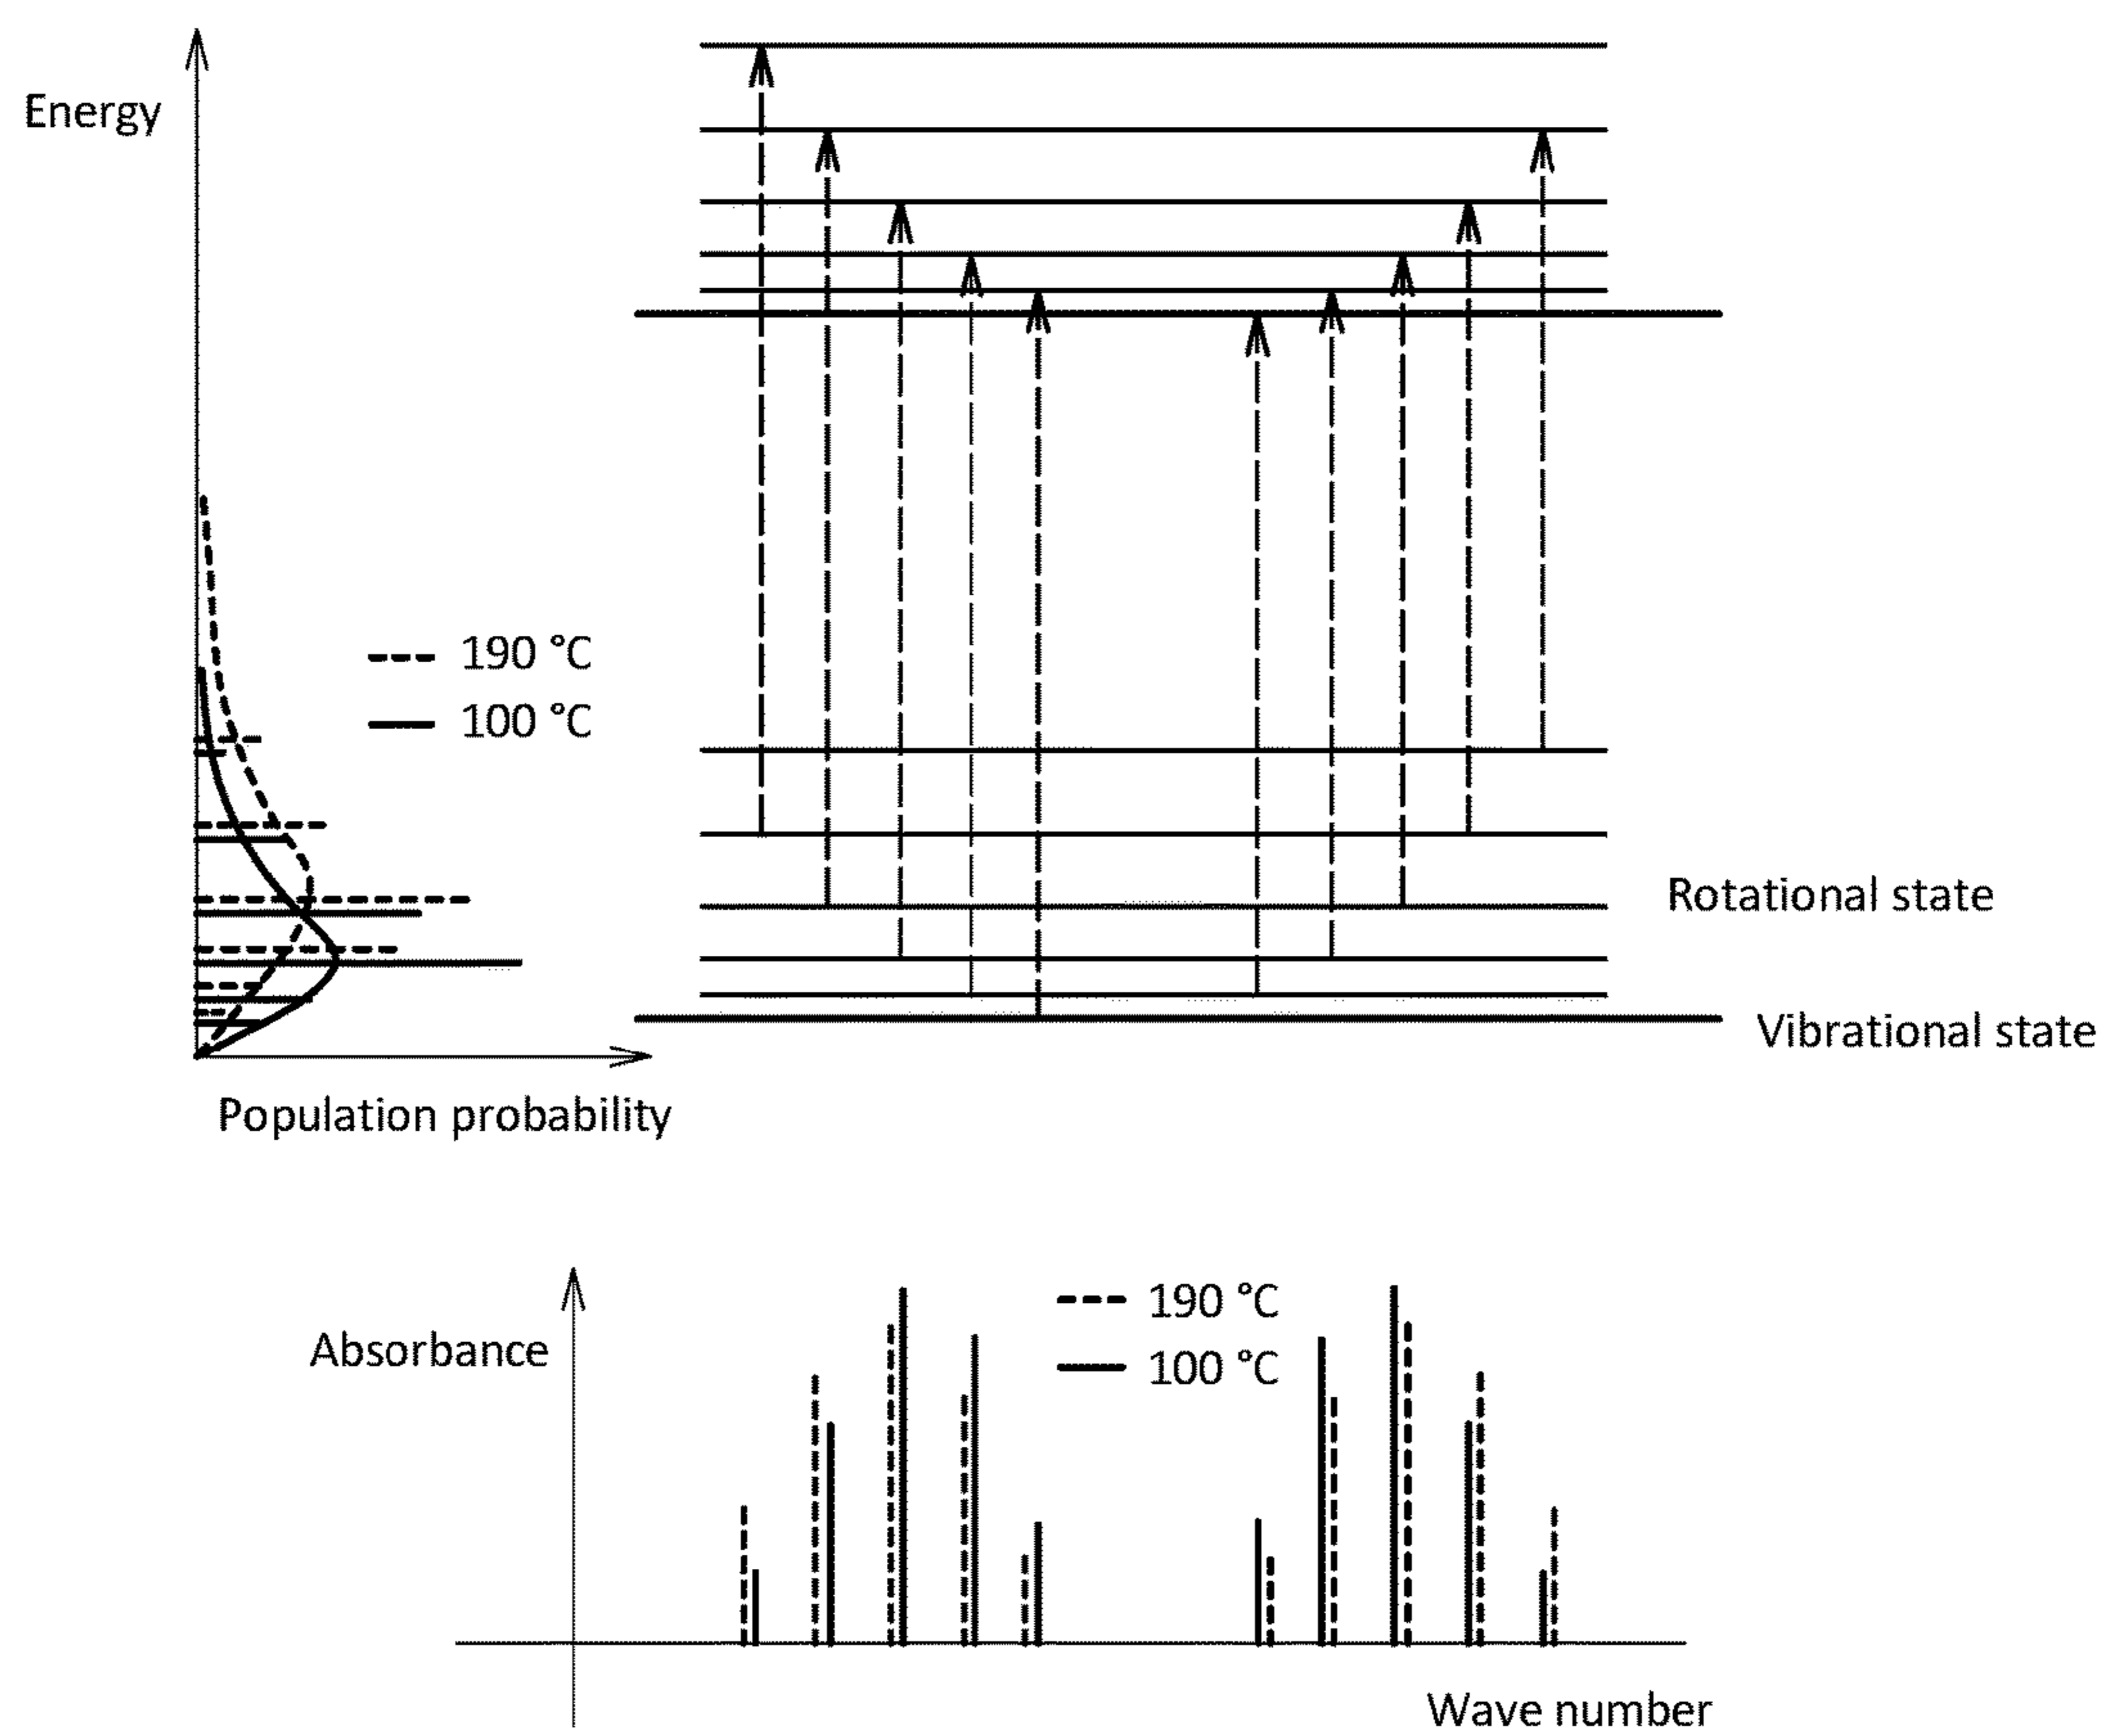 Energy
190 °C
100 °C
Rotational state
Vibrational state
Population probability
190 °C
Absorbance
100 °C
Wave number